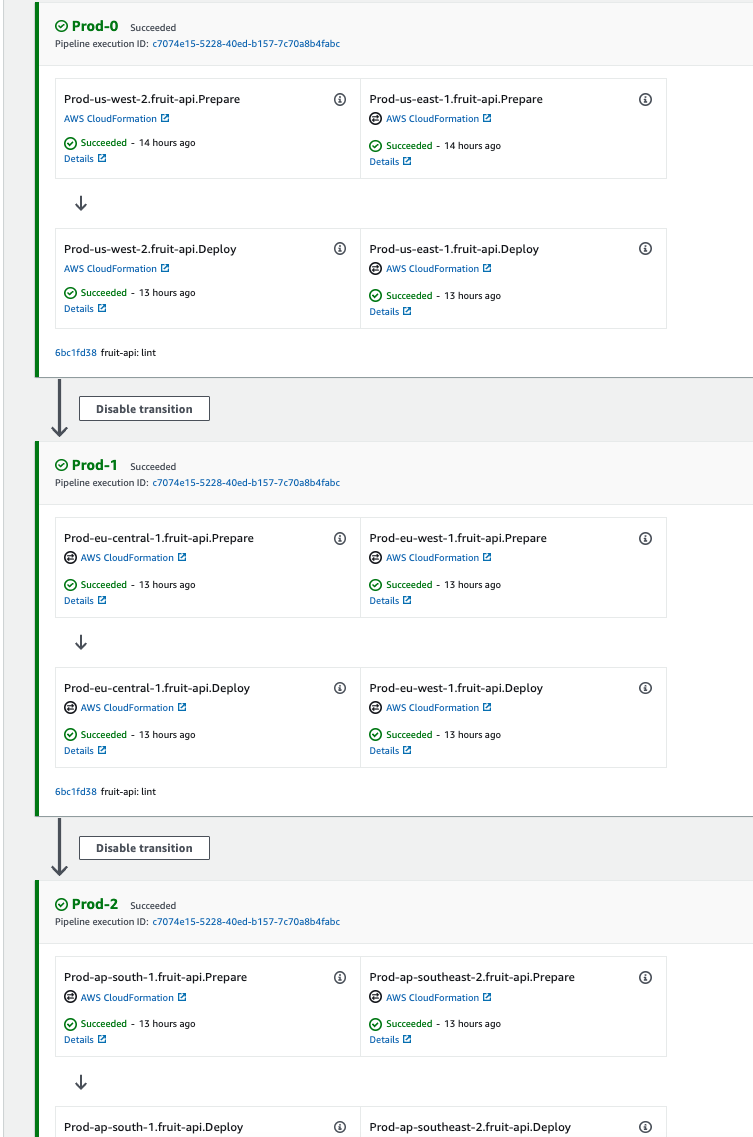 Prod-0 Succeeded
Pipeline execution ID: c7074e15-5228-40ed-b157-7c70a8b4fabc
Prod-us-west-2.fruit-api.Prepare
AWS CloudFormation
Succeeded - 14 hours ago
Details
Prod-us-east-1.fruit-api.Prepare
AWS CloudFormation
Succeeded - 14 hours ago
Details
Prod-us-west-2.fruit-api.Deploy
AWS CloudFormation
Succeeded - 13 hours ago
Details
Prod-us-east-1.fruit-api.Deploy
AWS CloudFormation
Succeeded - 13 hours ago
Details
6bc1fd38 fruit-api: lint
Disable transition
Prod-1 Succeeded
Pipeline execution ID: c7074e15-5228-40ed-b157-7c70a8b4fabc
Prod-eu-central-1.fruit-api.Prepare
AWS CloudFormation
Succeeded - 13 hours ago
Details
Prod-eu-west-1.fruit-api.Prepare
AWS CloudFormation
Succeeded - 13 hours ago
Details
Prod-eu-central-1.fruit-api.Deploy
AWS CloudFormation
Succeeded - 13 hours ago
Details
Prod-eu-west-1.fruit-api.Deploy
AWS CloudFormation
Succeeded - 13 hours ago
Details
6bc1fd38 fruit-api: lint
Disable transition
Prod-2 Succeeded
Pipeline execution ID: c7074e15-5228-40ed-b157-7c70a8b4fabc
Prod-ap-south-1.fruit-api.Prepare
AWS CloudFormation
Succeeded - 13 hours ago
Details
Prod-ap-southeast-2.fruit-api.Prepare
AWS CloudFormation
Succeeded - 13 hours ago
Details
Prod-ap-south-1.fruit-api.Deploy
Prod-ap-southeast-2.fruit-api.Deploy